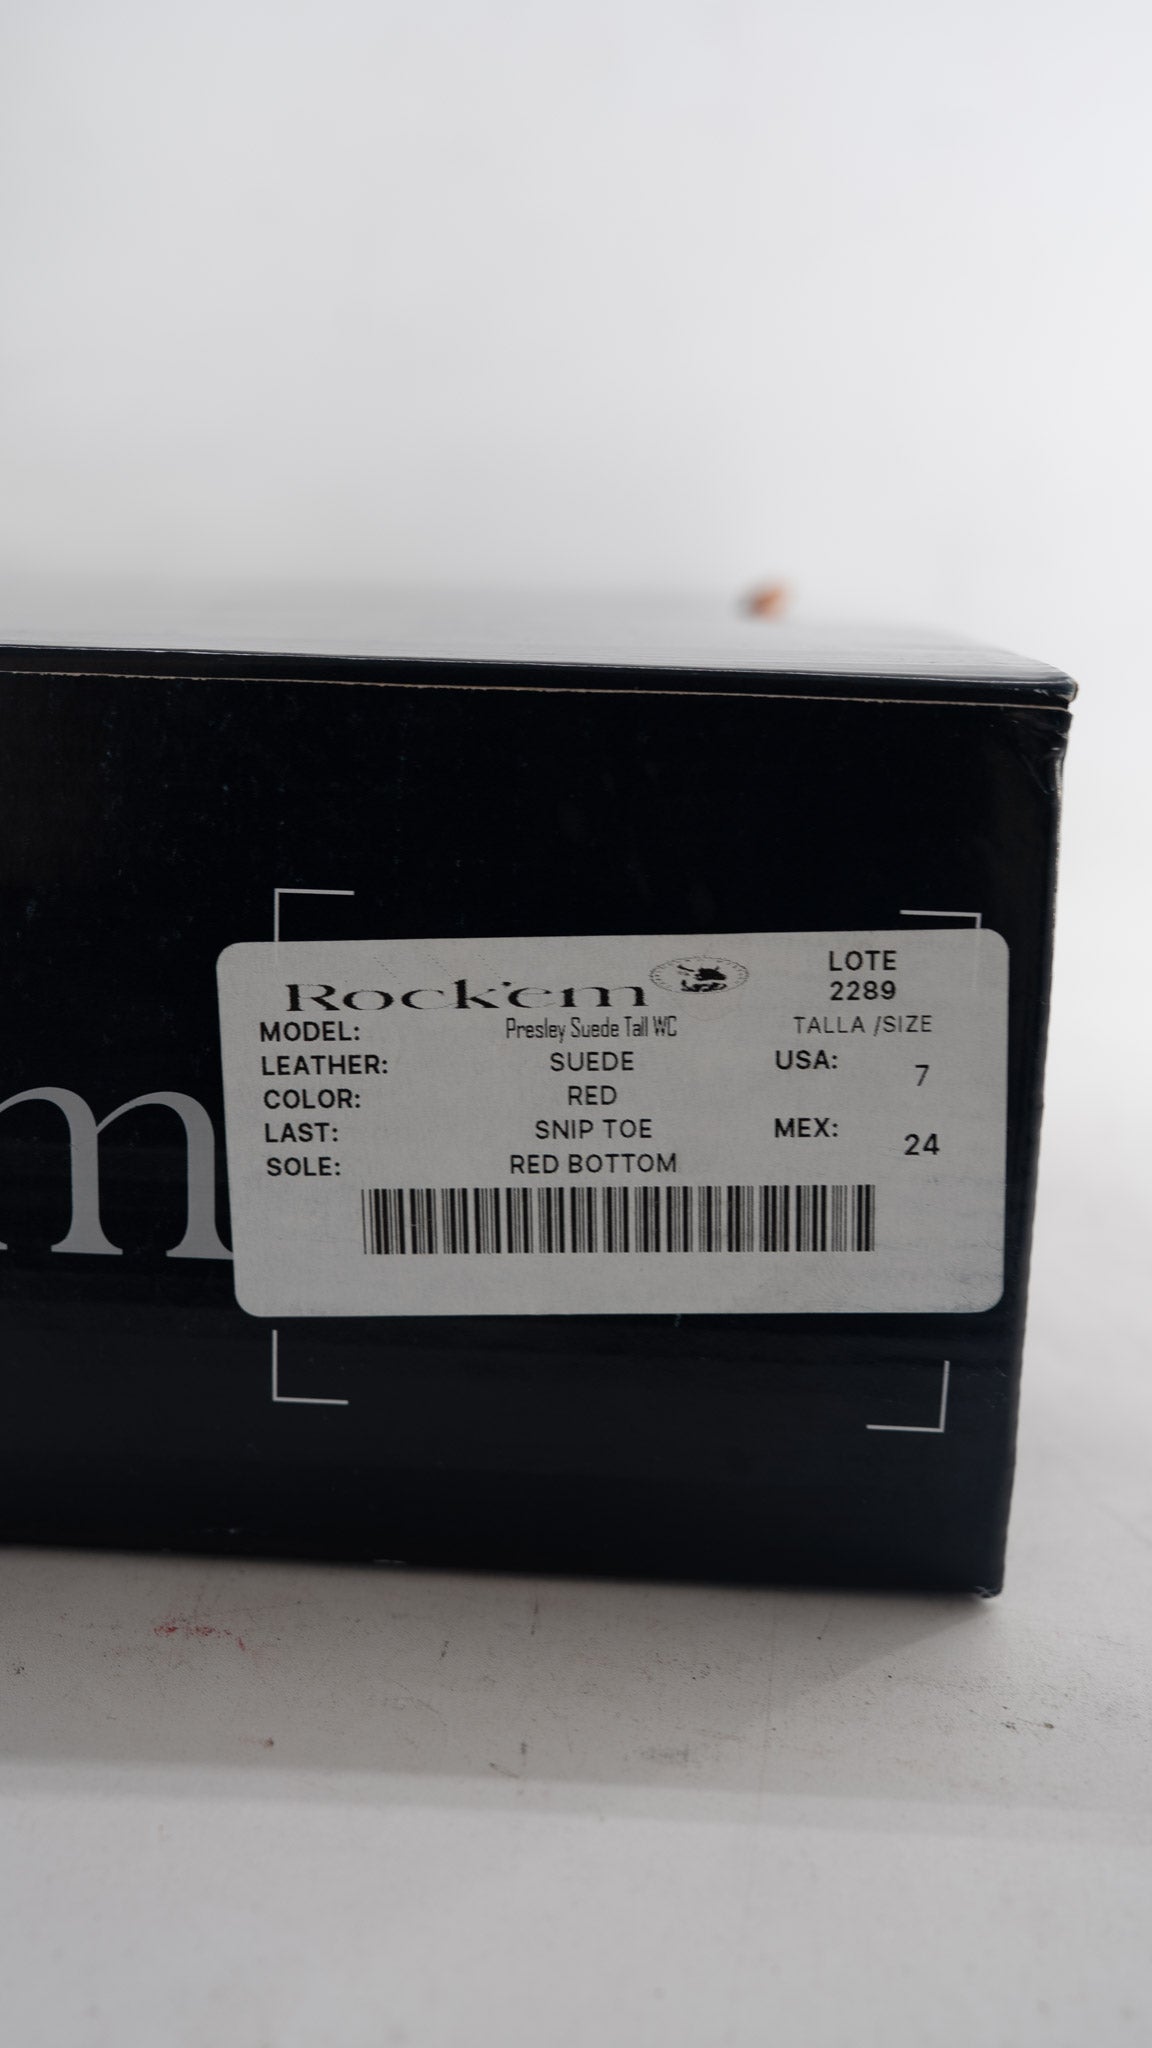 Rock'em
LOTE
2289
MODEL: Presley Suede Tall WC
TALLA /SIZE
LEATHER: SUEDE
USA: 7
COLOR: RED
LAST: SNIP TOE
MEX: 24
SOLE: RED BOTTOM
m